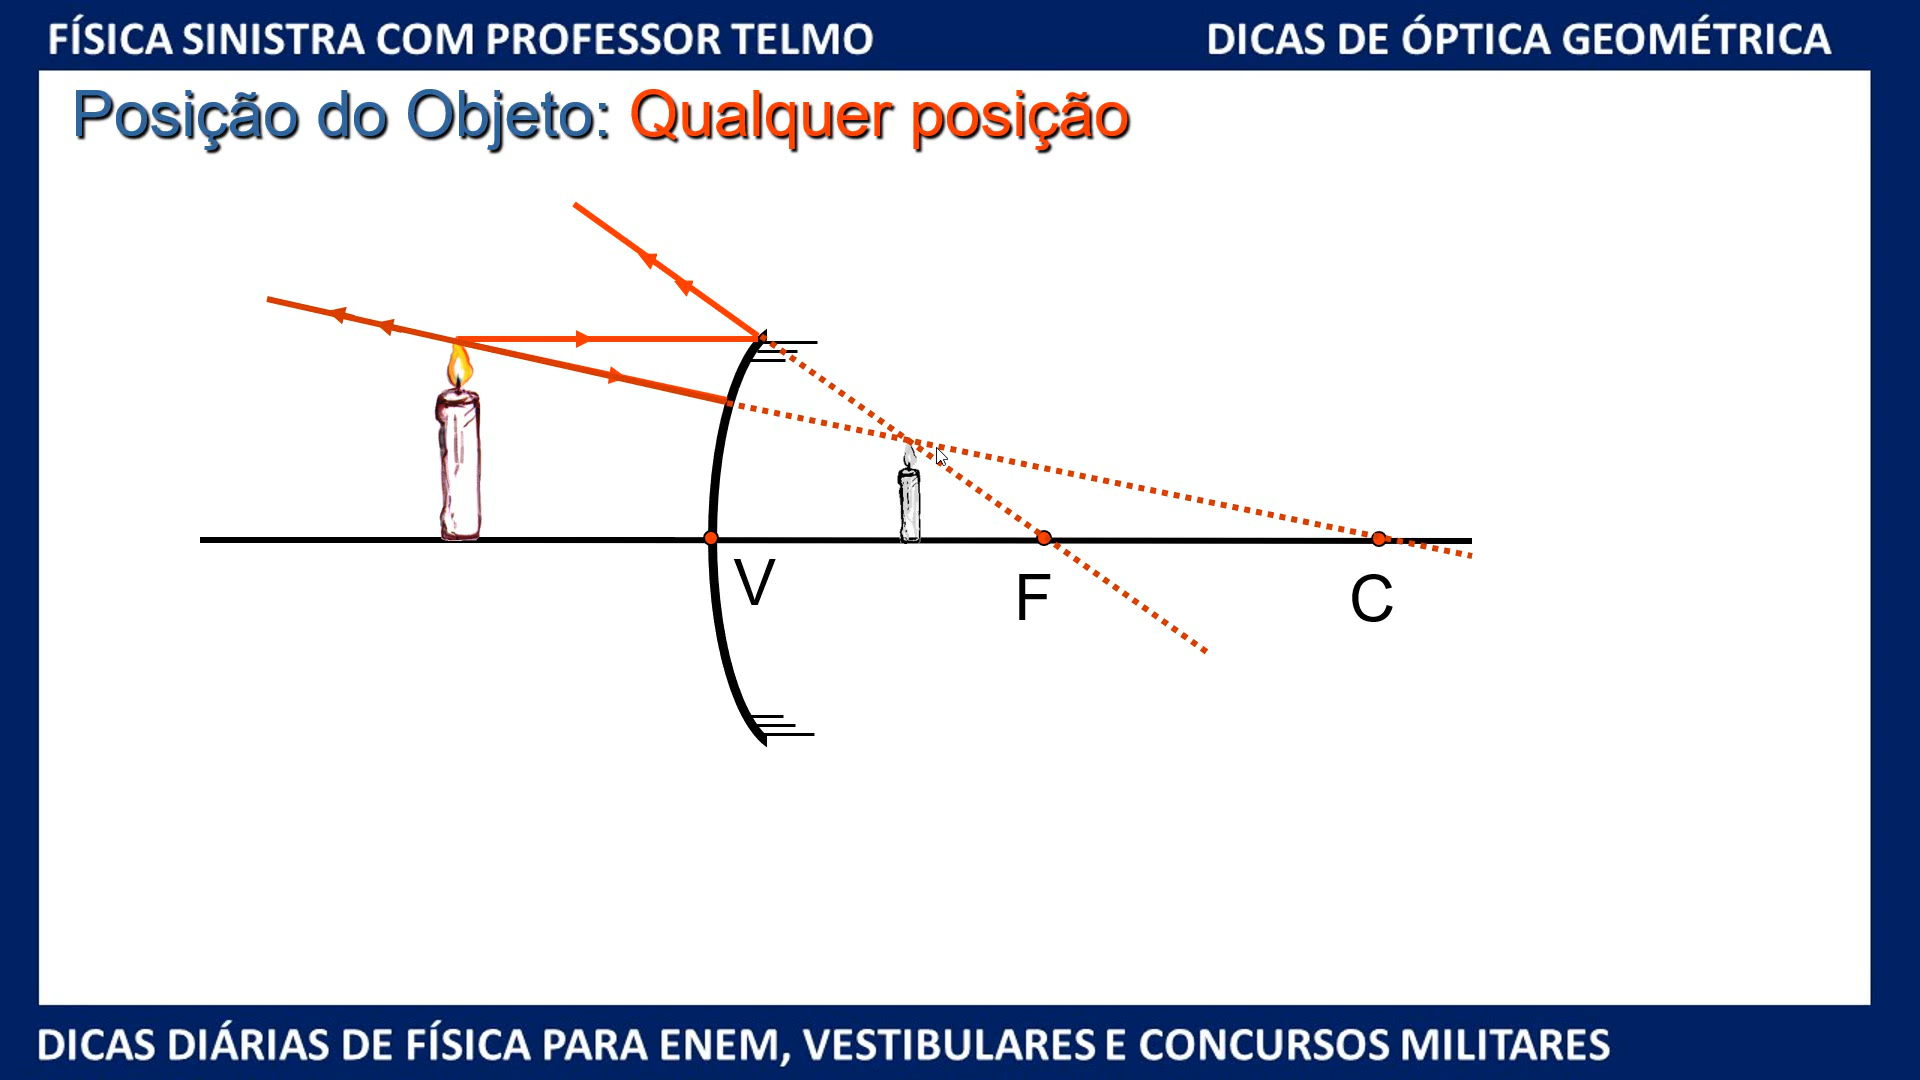 FÍSICA SINISTRA COM PROFESSOR TELMO
DICAS DE ÓPTICA GEOMÉTRICA
Posição do Objeto: Qualquer posição
V
F
C
DICAS DIÁRIAS DE FÍSICA PARA ENEM, VESTIBULARES E CONCURSOS MILITARES